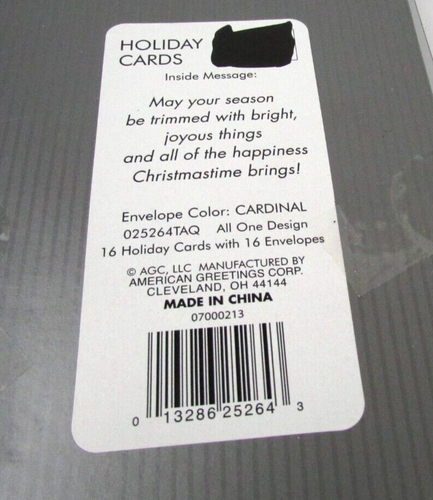 HOLIDAY
CARDS
Inside Message:
May your season
be trimmed with bright,
joyous things
and all of the happiness
Christmastime brings!
Envelope Color: CARDINAL
025264TAQ All One Design
16 Holiday Cards with 16 Envelopes
© AGC, LLC MANUFACTURED BY
AMERICAN GREETINGS CORP.
CLEVELAND, OH 44144
MADE IN CHINA
07000213
0 13286 25264 3